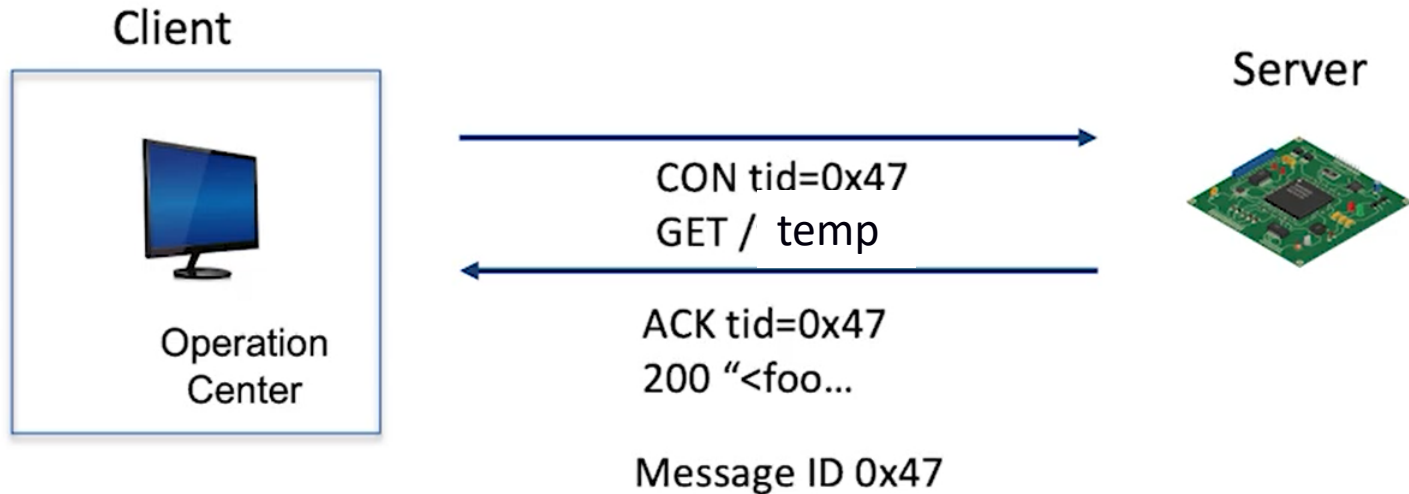 Client
Server
CON tid=0x47
GET / temp
ACK tid=0x47
200 “<foo...
Operation
Center
Message ID 0x47